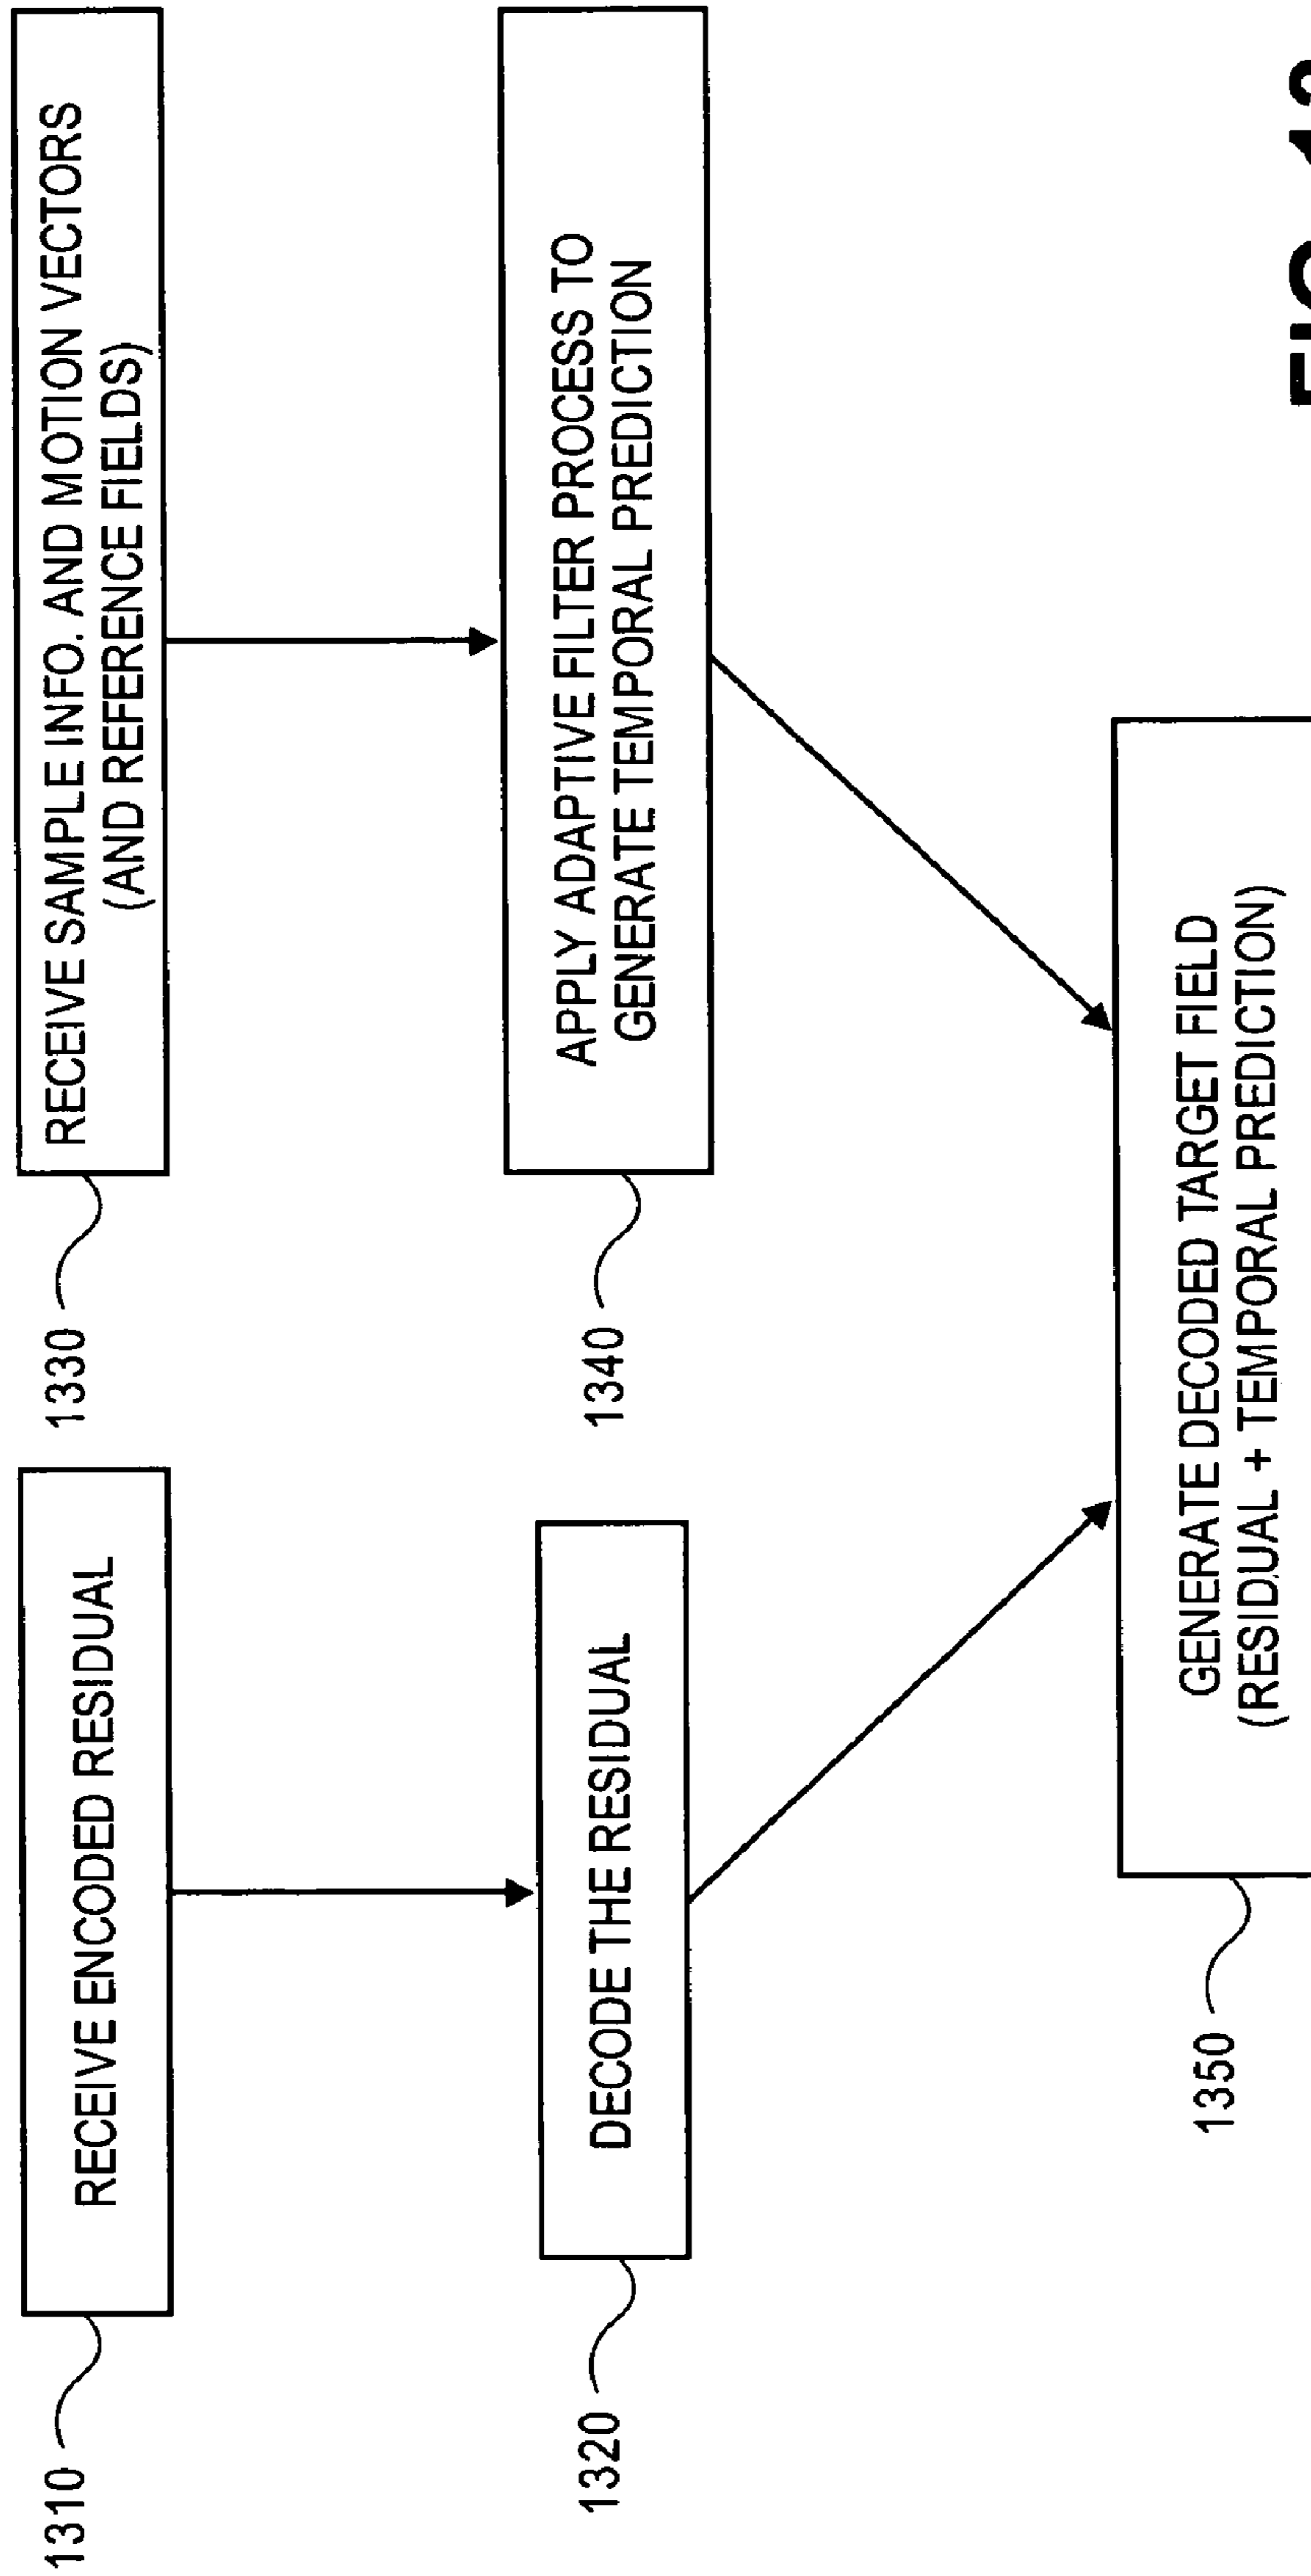 1310
RECEIVE ENCODED RESIDUAL
1330
RECEIVE SAMPLE INFO. AND MOTION VECTORS
(AND REFERENCE FIELDS)
1320
DECODE THE RESIDUAL
1340
APPLY ADAPTIVE FILTER PROCESS TO
GENERATE TEMPORAL PREDICTION
1350
GENERATE DECODED TARGET FIELD
(RESIDUAL + TEMPORAL PREDICTION)